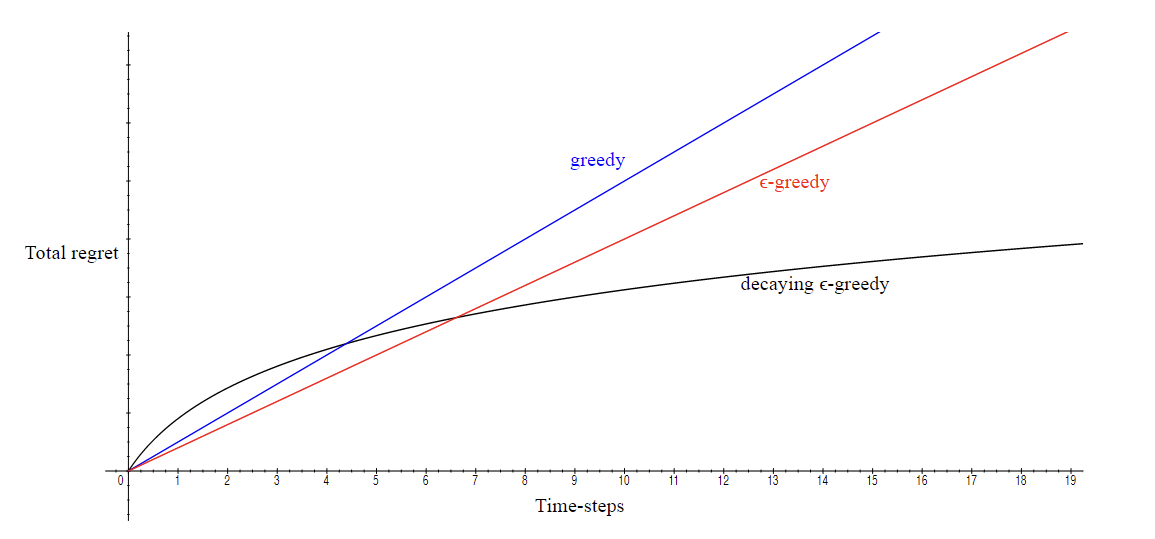 greedy
ϵ-greedy
Total regret
decaying ϵ-greedy
0 1 2 3 4 5 6 7 8 9 10 11 12 13 14 15 16 17 18 19
Time-steps